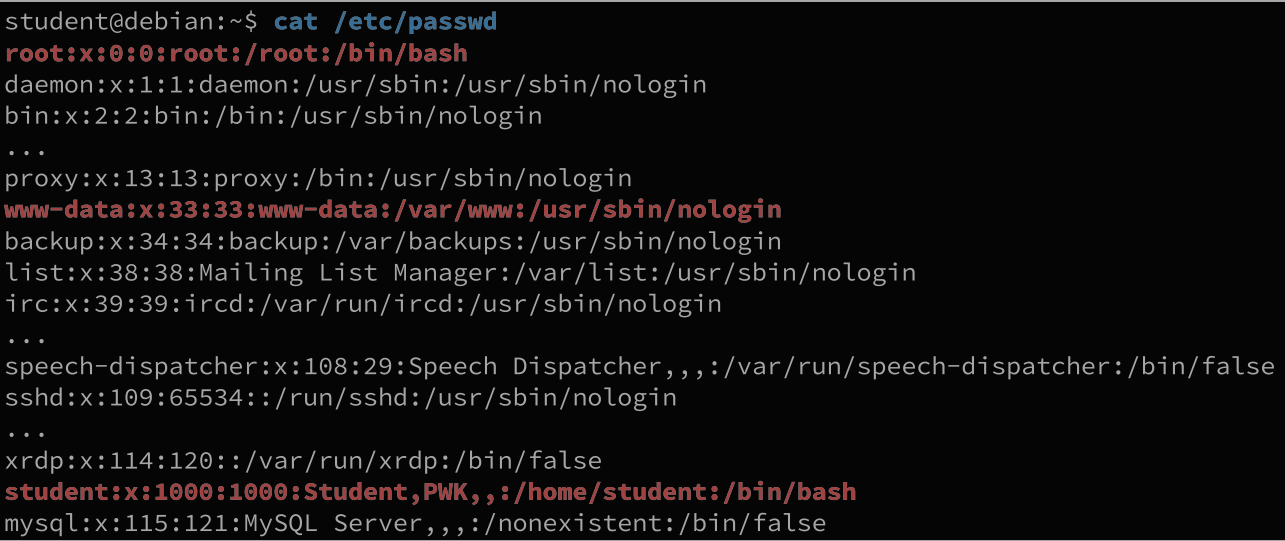 student@debian:~$ cat /etc/passwd
root:x:0:0:root:/root:/bin/bash
daemon:x:1:1:daemon:/usr/sbin:/usr/sbin/nologin
bin:x:2:2:bin:/bin:/usr/sbin/nologin
...
proxy:x:13:13:proxy:/bin:/usr/sbin/nologin
www-data:x:33:33:www-data:/var/www:/usr/sbin/nologin
backup:x:34:34:backup:/var/backups:/usr/sbin/nologin
list:x:38:38:Mailing List Manager:/var/list:/usr/sbin/nologin
irc:x:39:39:ircd:/var/run/ircd:/usr/sbin/nologin
...
speech-dispatcher:x:108:29:Speech Dispatcher,,,:/var/run/speech-dispatcher:/bin/false
sshd:x:109:65534::/run/sshd:/usr/sbin/nologin
...
xrdp:x:114:120::/var/run/xrdp:/bin/false
student:x:1000:1000:Student,PWK,,:/home/student:/bin/bash
mysql:x:115:121:MySQL Server,,,:/nonexistent:/bin/false